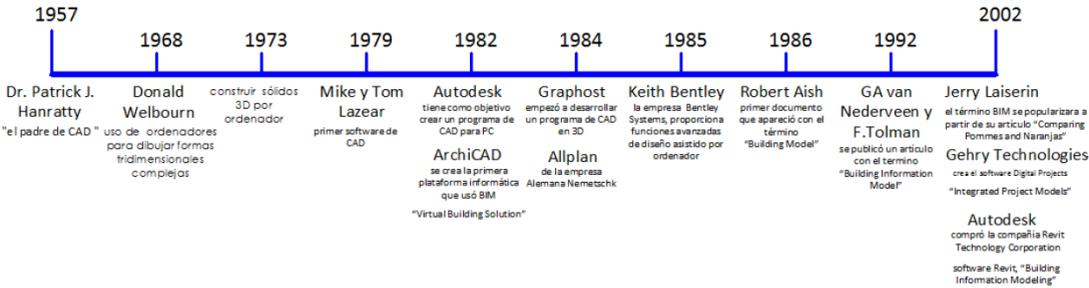 1957
Dr. Patrick J.
Hanratty
"el padre de CAD "
1968
Donald
Welbourn
uso de ordenadores
para dibujar formas
tridimensionales
complejas
1973
construir sólidos
3D por
ordenador
1979
Mike y Tom
Lazear
primer software de
CAD
1982
Autodesk
tiene como objetivo
crear un programa de
CAD para PC
ArchiCAD
se crea la primera
plataforma informática
que usó BIM
"Virtual Building Solution"
1984
Graphost
empezó a desarrollar
un programa de CAD
en 3D
Allplan
de la empresa
Alemana Nemetschk
1985
Keith Bentley
la empresa Bentley
Systems, proporciona
funciones avanzadas
de diseño asistido por
ordenador
1986
Robert Aish
primer documento
que apareció con el
término
"Building Model"
1992
GA van
Nederveen y
F.Tolman
se publicó un artículo
con el termino
"Building Information
Model"
2002
Jerry Laiserin
el término BIM se popularizara a
partir de su artículo "Comparing
Pommes and Naranjas"
Gehry Technologies
crea el software Digital Projects
"Integrated Project Models"
Autodesk
compró la compañía Revit
Technology Corporation
software Revit, "Building
Information Modeling"